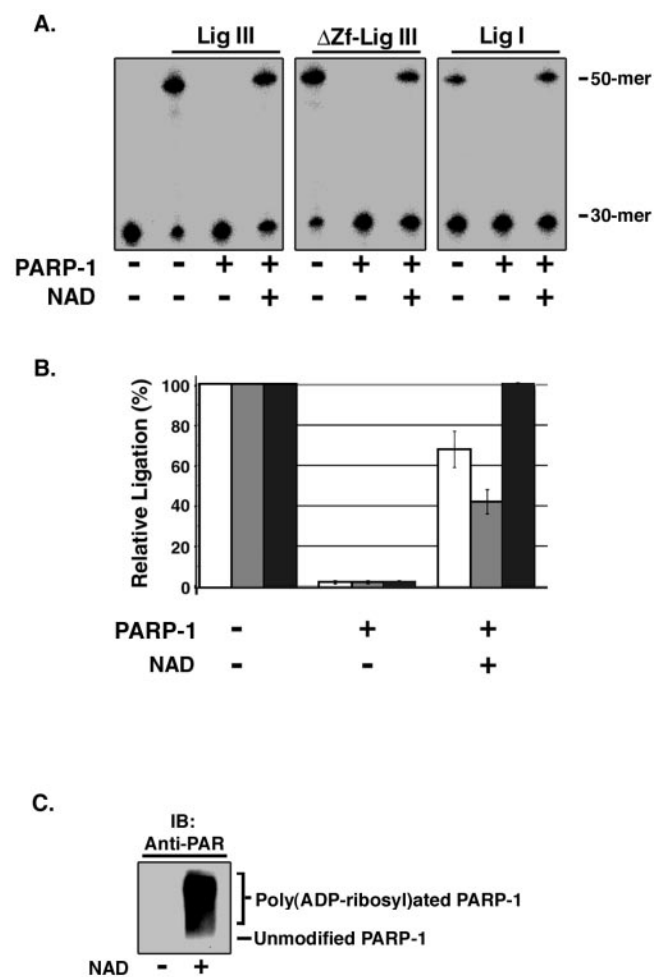 A.
Lig III ΔZf-Lig III Lig I
–50-mer
–30-mer
PARP-1 - - + + - + + - + +
NAD - - - + - - + - - +
B.
Relative Ligation (%)
100
80
60
40
20
0
PARP-1 - + +
NAD - - +
C.
IB:
Anti-PAR
Poly(ADP-ribosyl)ated PARP-1
Unmodified PARP-1
NAD - +